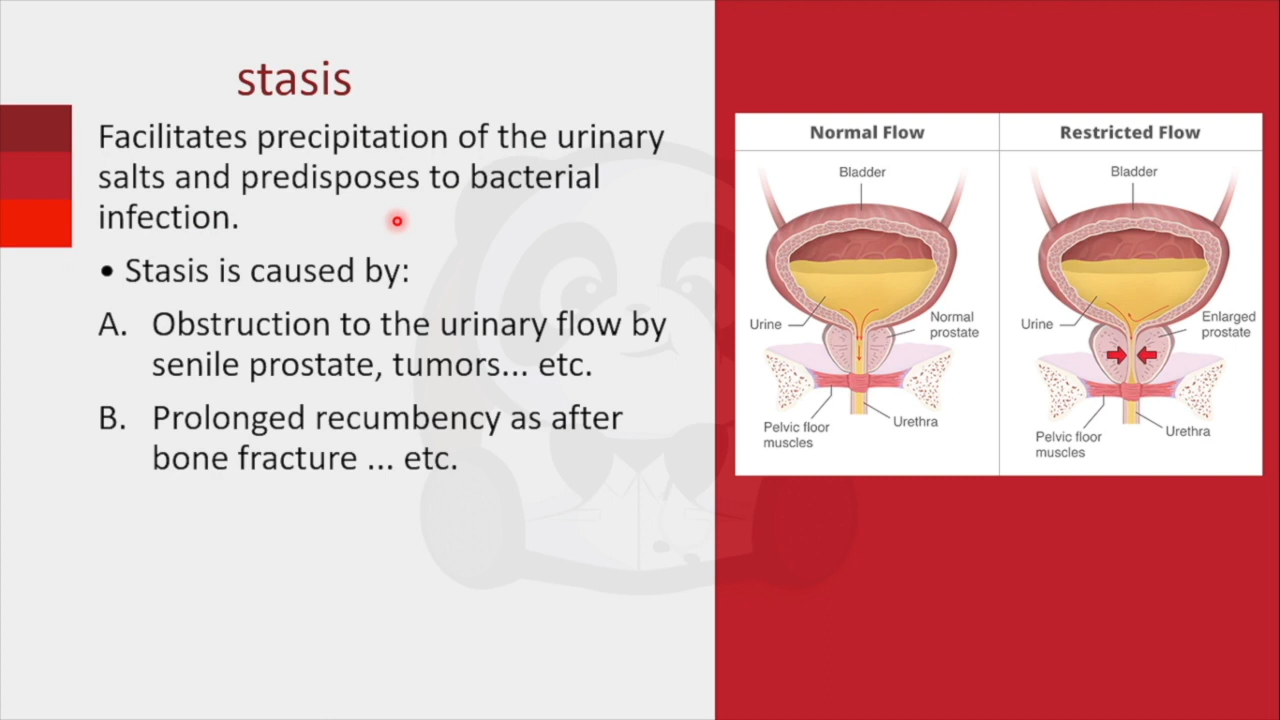 stasis
Facilitates precipitation of the urinary
salts and predisposes to bacterial
infection.
• Stasis is caused by:
A. Obstruction to the urinary flow by
senile prostate, tumors... etc.
B. Prolonged recumbency as after
bone fracture ... etc.
Normal Flow
Bladder
Urine
Normal
prostate
Pelvic floor
muscles
Urethra
Restricted Flow
Bladder
Urine
Enlarged
prostate
Pelvic floor
muscles
Urethra